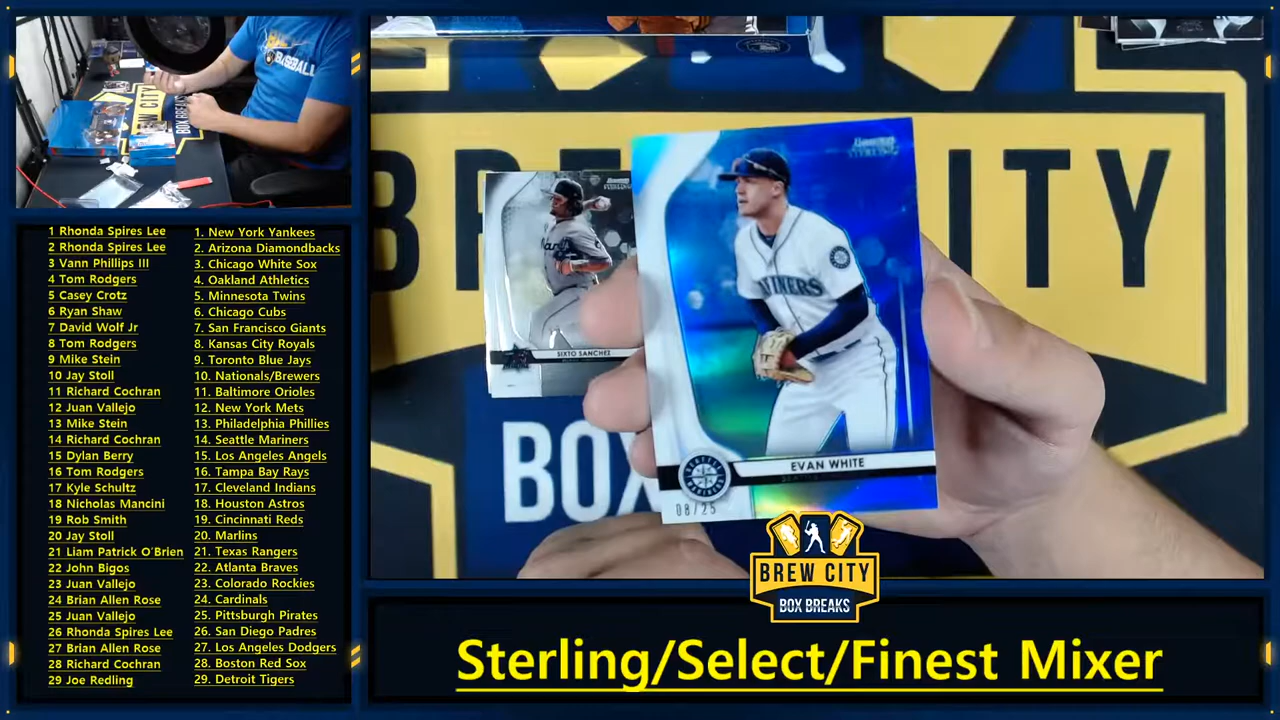 BASEBALL
BREW CITY
BOX BREAKS
1 Rhonda Spires Lee
2 Rhonda Spires Lee
3 Vann Phillips III
4 Tom Rodgers
5 Casey Crotz
6 Ryan Shaw
7 David Wolf Jr
8 Tom Rodgers
9 Mike Stein
10 Jay Stoll
11 Richard Cochran
12 Juan Vallejo
13 Mike Stein
14 Richard Cochran
15 Dylan Berry
16 Tom Rodgers
17 Kyle Schultz
18 Nicholas Mancini
19 Rob Smith
20 Jay Stoll
21 Liam Patrick O'Brien
22 John Bigos
23 Juan Vallejo
24 Brian Allen Rose
25 Juan Vallejo
26 Rhonda Spires Lee
27 Brian Allen Rose
28 Richard Cochran
29 Joe Redling
1. New York Yankees
2. Arizona Diamondbacks
3. Chicago White Sox
4. Oakland Athletics
5. Minnesota Twins
6. Chicago Cubs
7. San Francisco Giants
8. Kansas City Royals
9. Toronto Blue Jays
10. Nationals/Brewers
11. Baltimore Orioles
12. New York Mets
13. Philadelphia Phillies
14. Seattle Mariners
15. Los Angeles Angels
16. Tampa Bay Rays
17. Cleveland Indians
18. Houston Astros
19. Cincinnati Reds
20. Marlins
21. Texas Rangers
22. Atlanta Braves
23. Colorado Rockies
24. Cardinals
25. Pittsburgh Pirates
26. San Diego Padres
27. Los Angeles Dodgers
28. Boston Red Sox
29. Detroit Tigers
BRE ITY
BOX
SIXTO SANCHEZ
INERS
EVAN WHITE
08/25
BREW CITY
BOX BREAKS
Sterling/Select/Finest Mixer